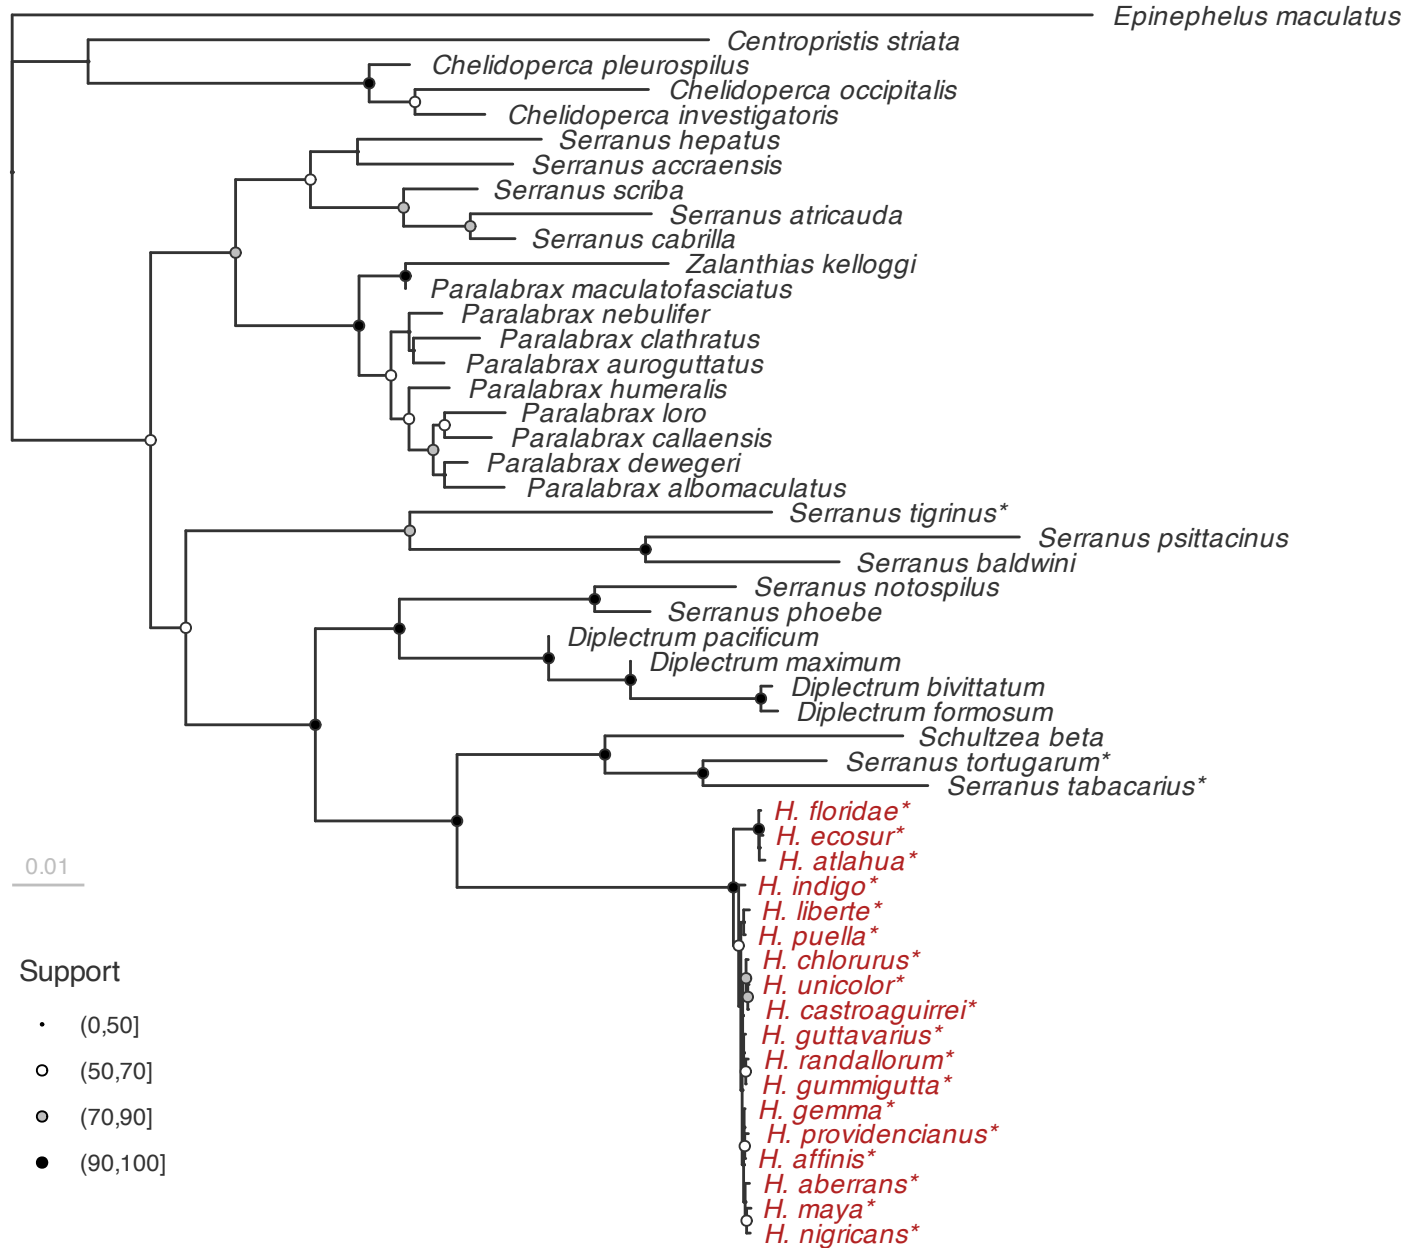 Epinephelus maculatus
Centropristis striata
Chelidoperca pleurospilus
Chelidoperca occipitalis
Chelidoperca investigatoris
Serranus hepatus
Serranus accraensis
Serranus scriba
Serranus atricauda
Serranus cabrilla
Zalanthias kelloggi
Paralabrax maculatofasciatus
Paralabrax nebulifer
Paralabrax clathratus
Paralabrax auroguttatus
Paralabrax humeralis
Paralabrax loro
Paralabrax callaensis
Paralabrax dewegeri
Paralabrax albomaculatus
Serranus tigrinus*
Serranus psittacinus
Serranus baldwini
Serranus notospilus
Serranus phoebe
Diplectrum pacificum
Diplectrum maximum
Diplectrum bivittatum
Diplectrum formosum
Schultzea beta
Serranus tortugarum*
Serranus tabacarius*
H. floridae*
H. ecosur*
H. atlahua*
H. indigo*
H. liberte*
H. puella*
H. chlorurus*
H. unicolor*
H. castroaguirrei*
H. guttavarius*
H. randallorum*
H. gummigutta*
H. gemma*
H. providencianus*
H. affinis*
H. aberrans*
H. maya*
H. nigricans*
0.01
Support
(0,50]
(50,70]
(70,90]
(90,100]